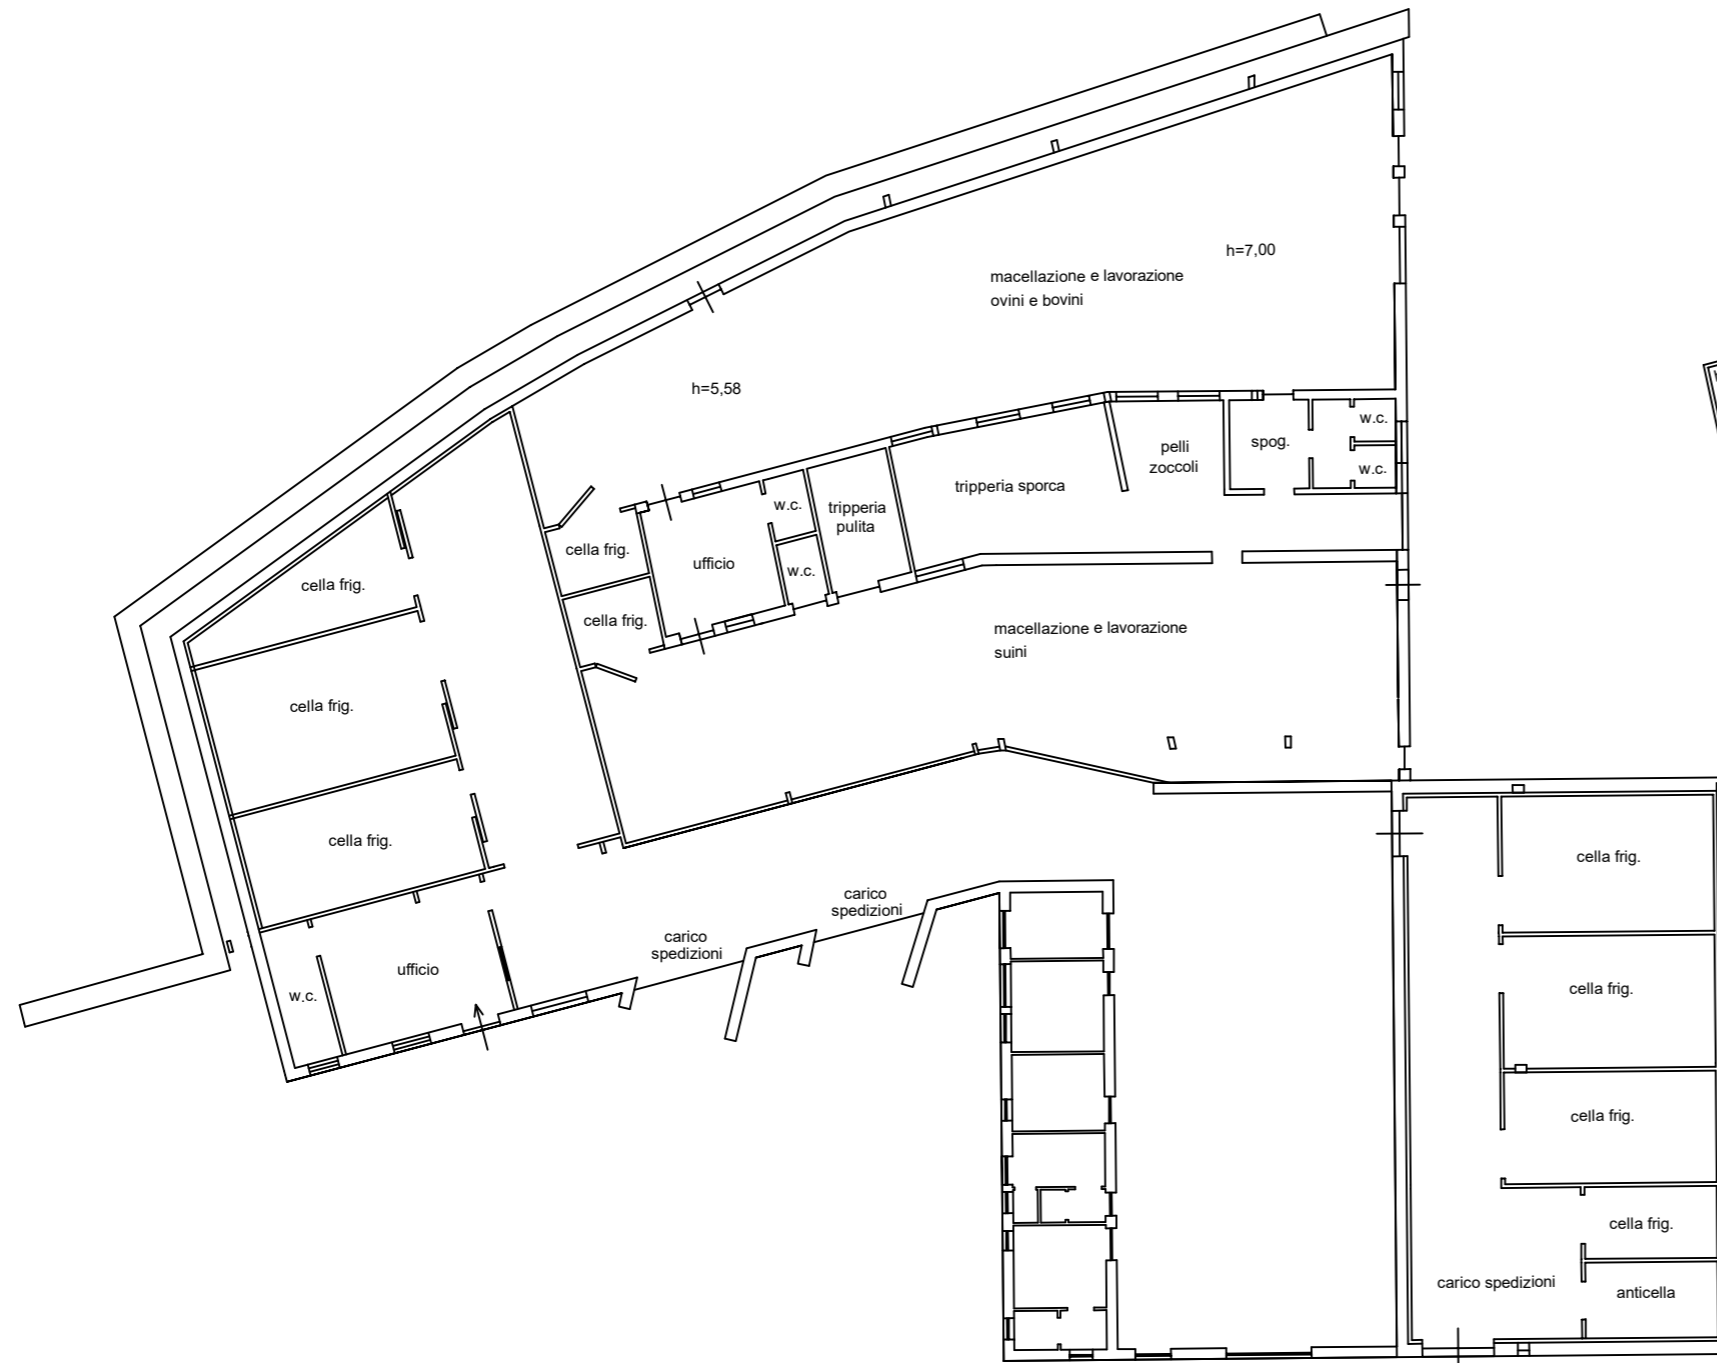 h=7,00
macellazione e lavorazione
ovini e bovini
h=5,58
w.c.
spog.
w.c.
pelli
zoccoli
tripperia sporca
w.c.
tripperia
pulita
cella frig.
ufficio
w.c.
cella frig.
cella frig.
macellazione e lavorazione
suini
cella frig.
cella frig.
cella frig.
carico
spedizioni
carico
spedizioni
ufficio
w.c.
cella frig.
cella frig.
cella frig.
carico spedizioni
anticella